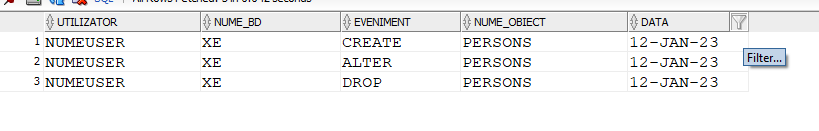 UTILIZATOR NUME_BD EVENIMENT NUME_OBIECT DATA
1 NUMEUSER XE CREATE PERSONS 12-JAN-23
2 NUMEUSER XE ALTER PERSONS 12-JAN-23
Filter...
3 NUMEUSER XE DROP PERSONS 12-JAN-23